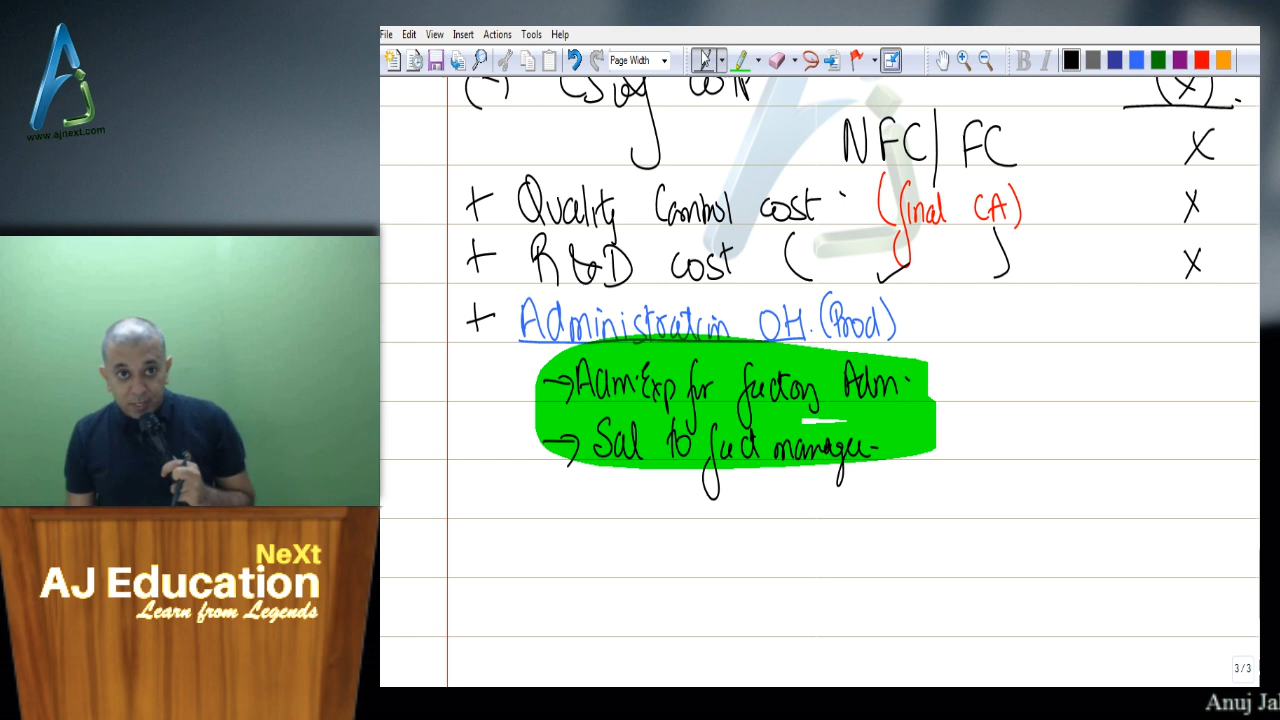 www.ajnext.com
File Edit View Insert Actions Tools Help
Page Width
B I
(-)
(X)
NFC | FC X
+ Quality Control cost (final CA) X
+ R&D cost ( " ) X
+ Administration OH. (Prod)
→ Adm. Exp for factory Adm.
→ Sal to fact manager
NeXt
AJ Education
Learn from Legends
3/3
Anuj Ja